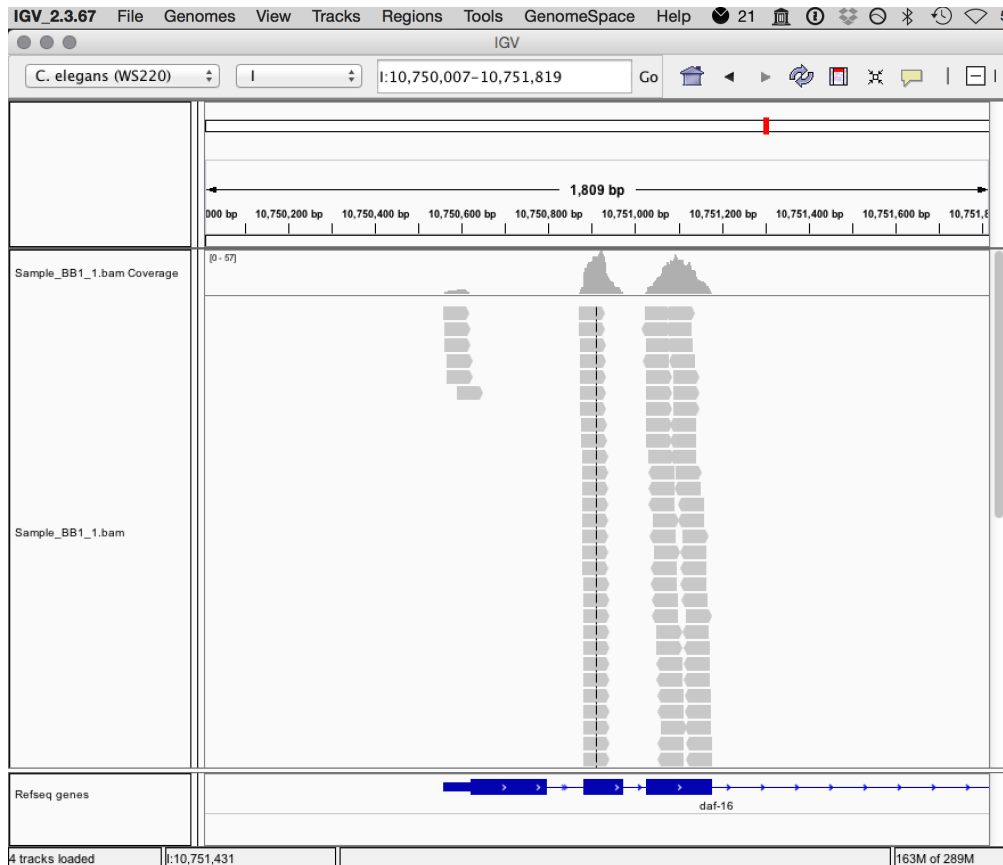 IGV_2.3.67 File Genomes View Tracks Regions Tools GenomeSpace Help 21
IGV
C. elegans (WS220) I I:10,750,007-10,751,819 Go
1,809 bp
000 bp 10,750,200 bp 10,750,400 bp 10,750,600 bp 10,750,800 bp 10,751,000 bp 10,751,200 bp 10,751,400 bp 10,751,600 bp 10,751,8
[0 - 57]
Sample_BB1_1.bam Coverage
Sample_BB1_1.bam
Refseq genes
daf-16
4 tracks loaded I:10,751,431 163M of 289M